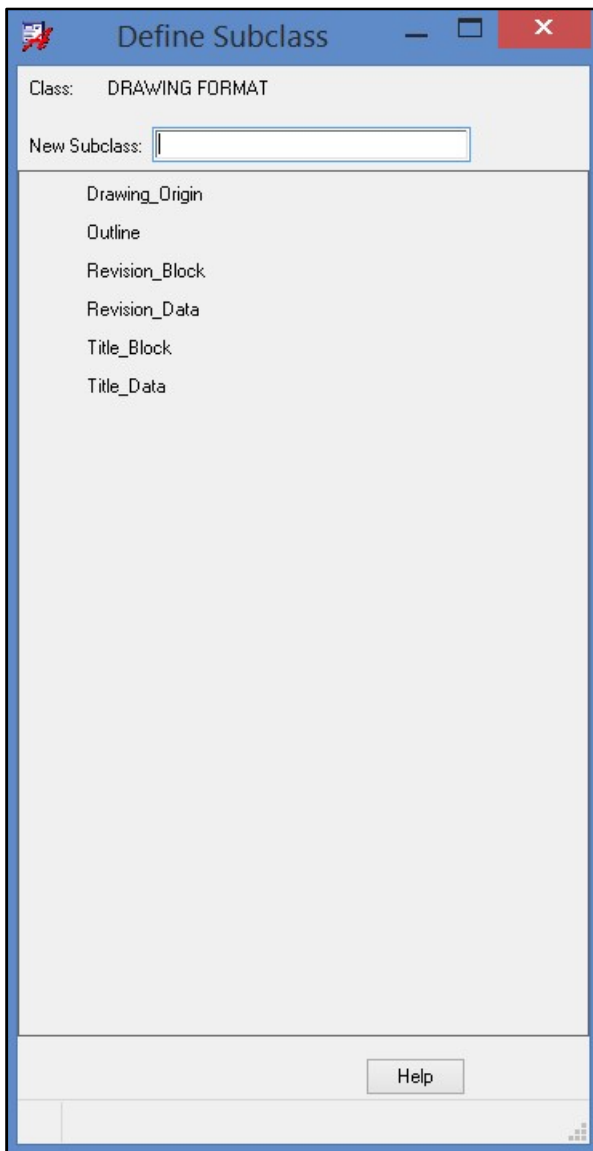 Define Subclass
Class: DRAWING FORMAT
New Subclass:
Drawing_Origin
Outline
Revision_Block
Revision_Data
Title_Block
Title_Data
Help